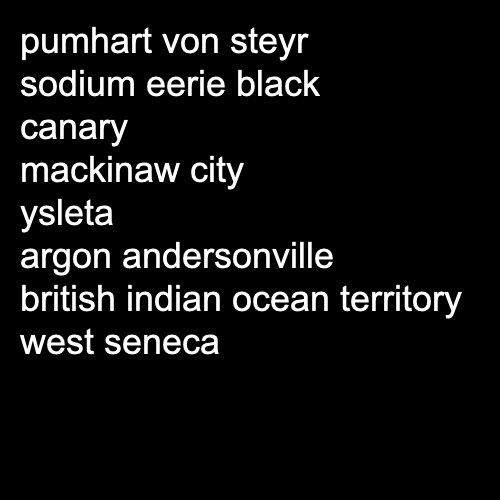 pumhart von steyr
sodium eerie black
canary
mackinaw city
ysleta
argon andersonville
british indian ocean territory
west seneca